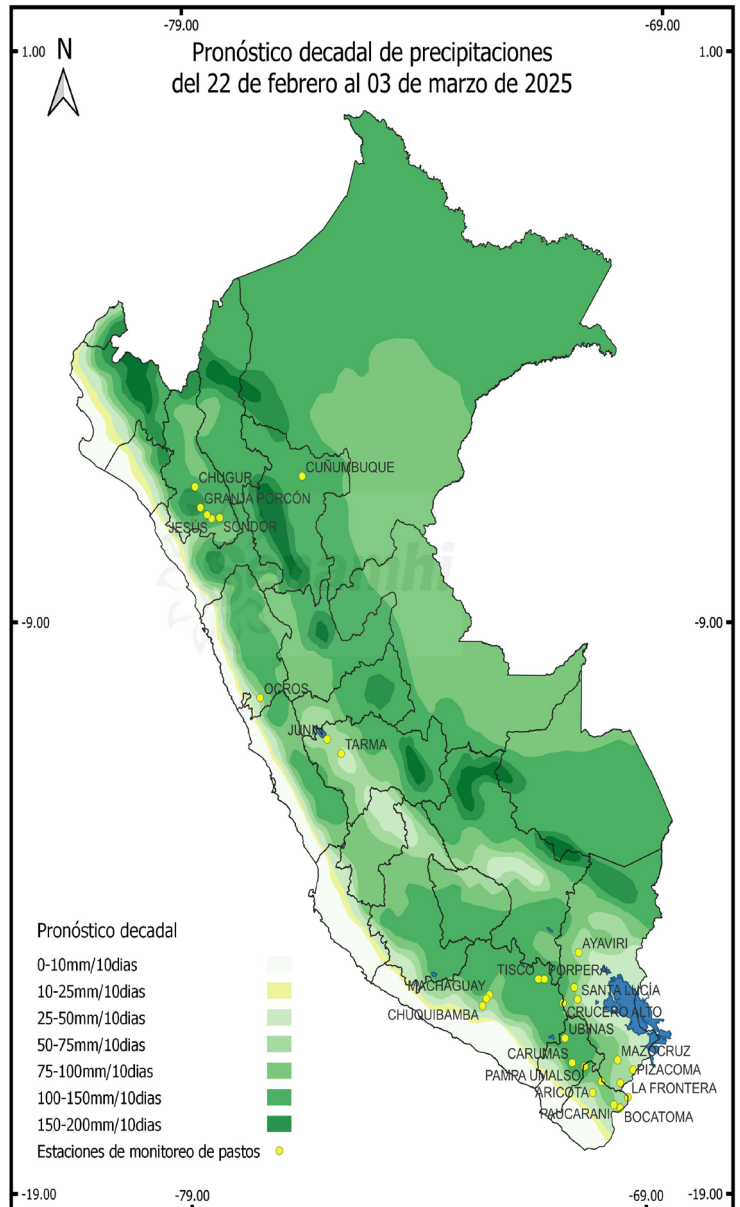 -79.00
-69.00
1.00
1.00
N
Pronóstico decadal de precipitaciones
del 22 de febrero al 03 de marzo de 2025
CUÑUMBUQUE
CHUGUR
GRANJA PORCÓN
JESÚS
SONDOR
senamhi
-9.00
-9.00
OCROS
JUNIN
TARMA
AYAVIRI
TISCO
PORPERA
MACHAGUAY
SANTA LUCÍA
CHUQUIBAMBA
CRUCERO ALTO
UBINAS
CARUMAS
MAZOCRUZ
PAMPA UMALSO
PIZACOMA
ARICOTA
LA FRONTERA
PAUCARANI
BOCATOMA
Pronóstico decadal
0-10mm/10dias
10-25mm/10dias
25-50mm/10dias
50-75mm/10dias
75-100mm/10dias
100-150mm/10dias
150-200mm/10dias
Estaciones de monitoreo de pastos
-19.00
-79.00
-69.00
-19.00